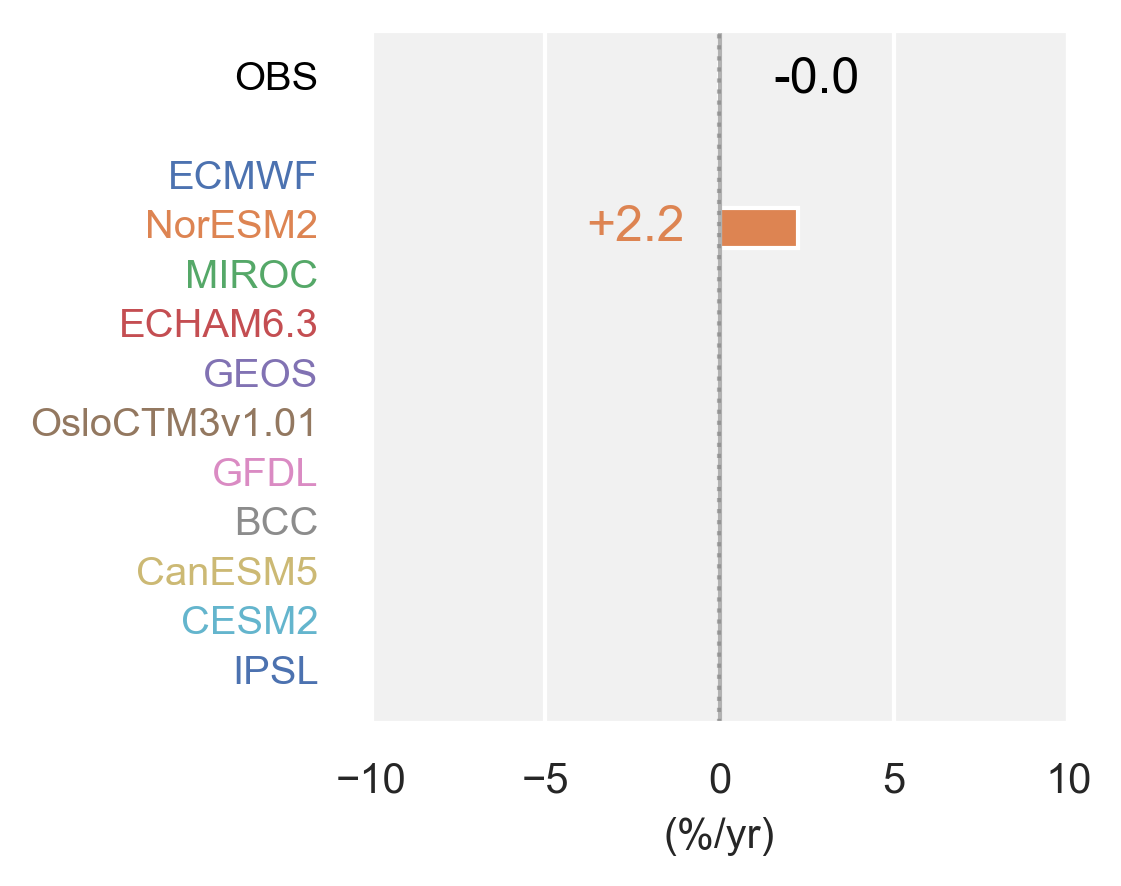 OBS -0.0
ECMWF
NorESM2 +2.2
MIROC
ECHAM6.3
GEOS
OsloCTM3v1.01
GFDL
BCC
CanESM5
CESM2
IPSL
−10 −5 0 5 10
(%/yr)